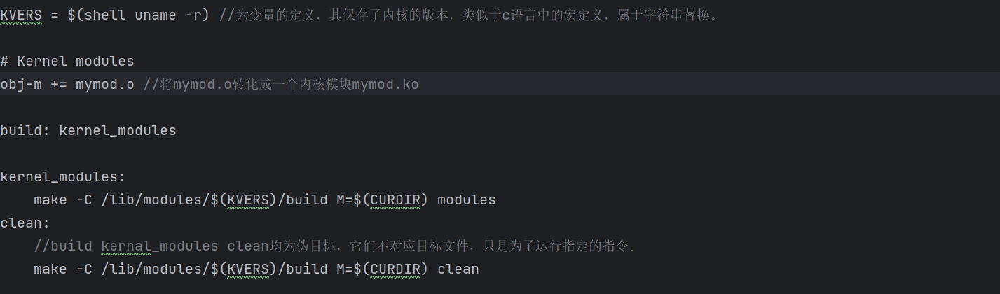 KVERS = $(shell uname -r) //为变量的定义，其保存了内核的版本，类似于c语言中的宏定义，属于字符串替换。
# Kernel modules
obj-m += mymod.o //将mymod.o转化成一个内核模块mymod.ko
build: kernel_modules
kernel_modules:
make -C /lib/modules/$(KVERS)/build M=$(CURDIR) modules
clean:
//build kernal_modules clean均为伪目标，它们不对应目标文件，只是为了运行指定的指令。
make -C /lib/modules/$(KVERS)/build M=$(CURDIR) clean